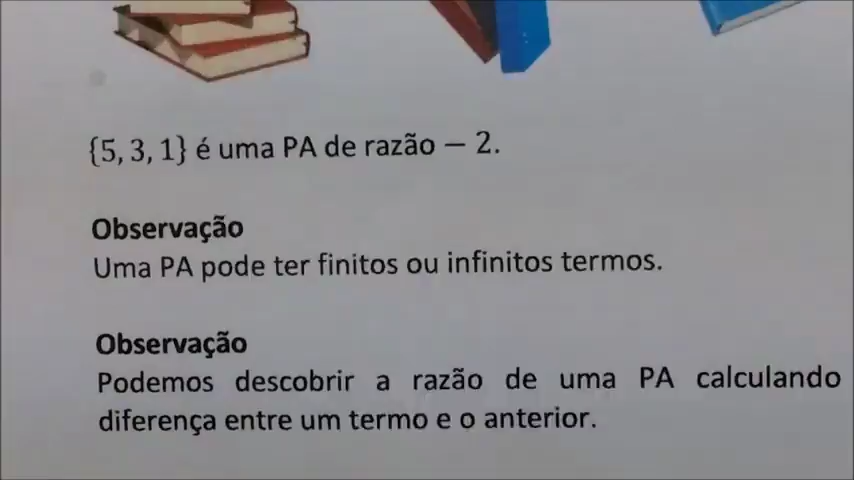 {5, 3, 1} é uma PA de razão − 2.
Observação
Uma PA pode ter finitos ou infinitos termos.
Observação
Podemos descobrir a razão de uma PA calculando
diferença entre um termo e o anterior.